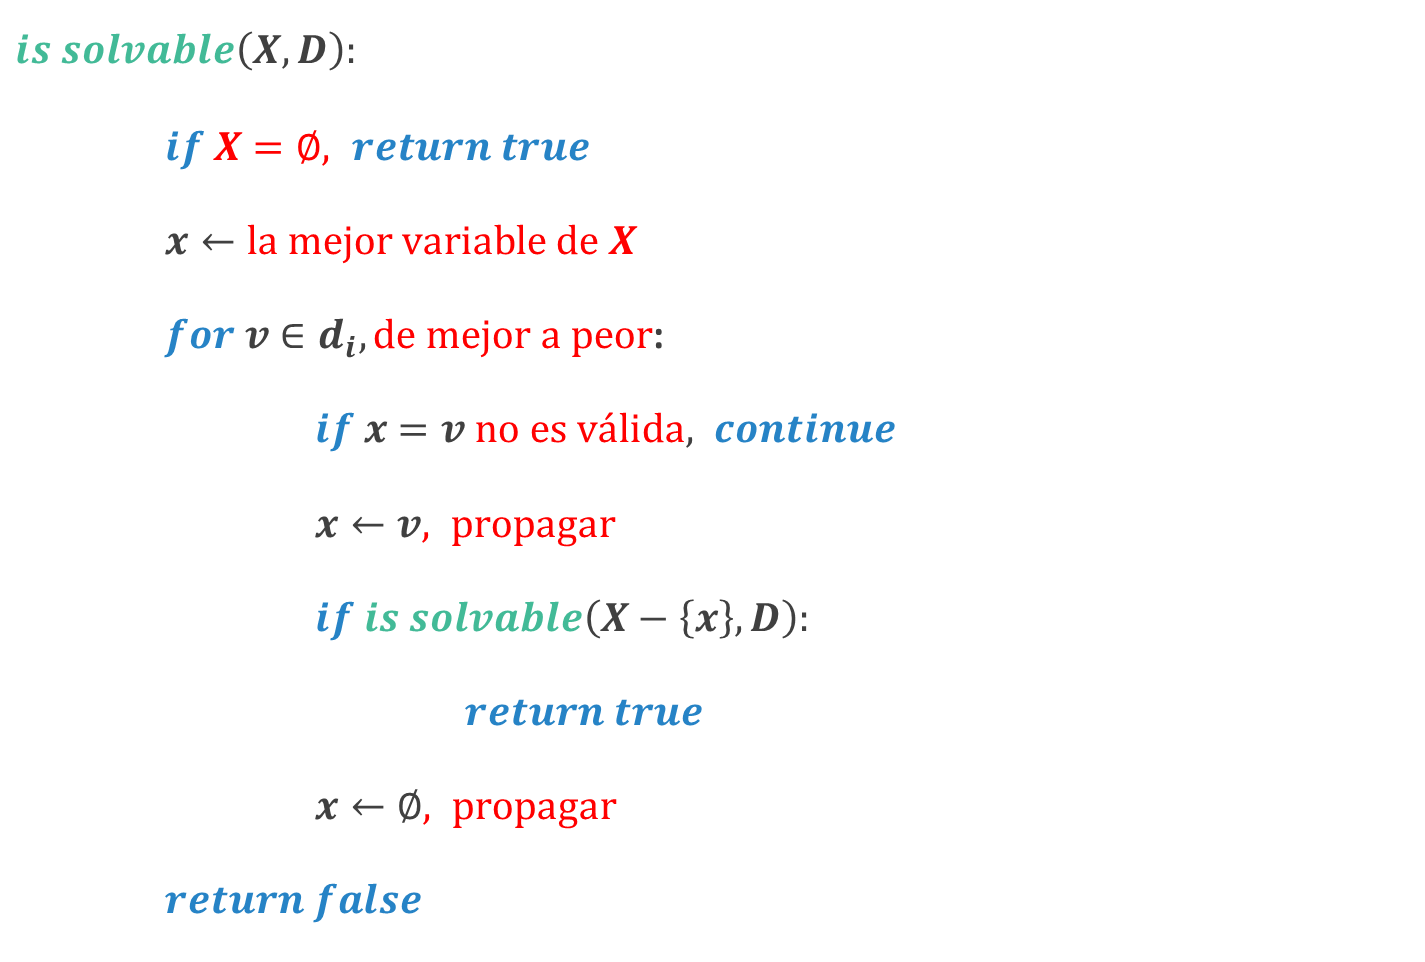 is solvable(X, D):
if X = ∅, return true
x ← la mejor variable de X
for v ∈ dᵢ, de mejor a peor:
if x = v no es válida, continue
x ← v, propagar
if is solvable(X − {x}, D):
return true
x ← ∅, propagar
return false